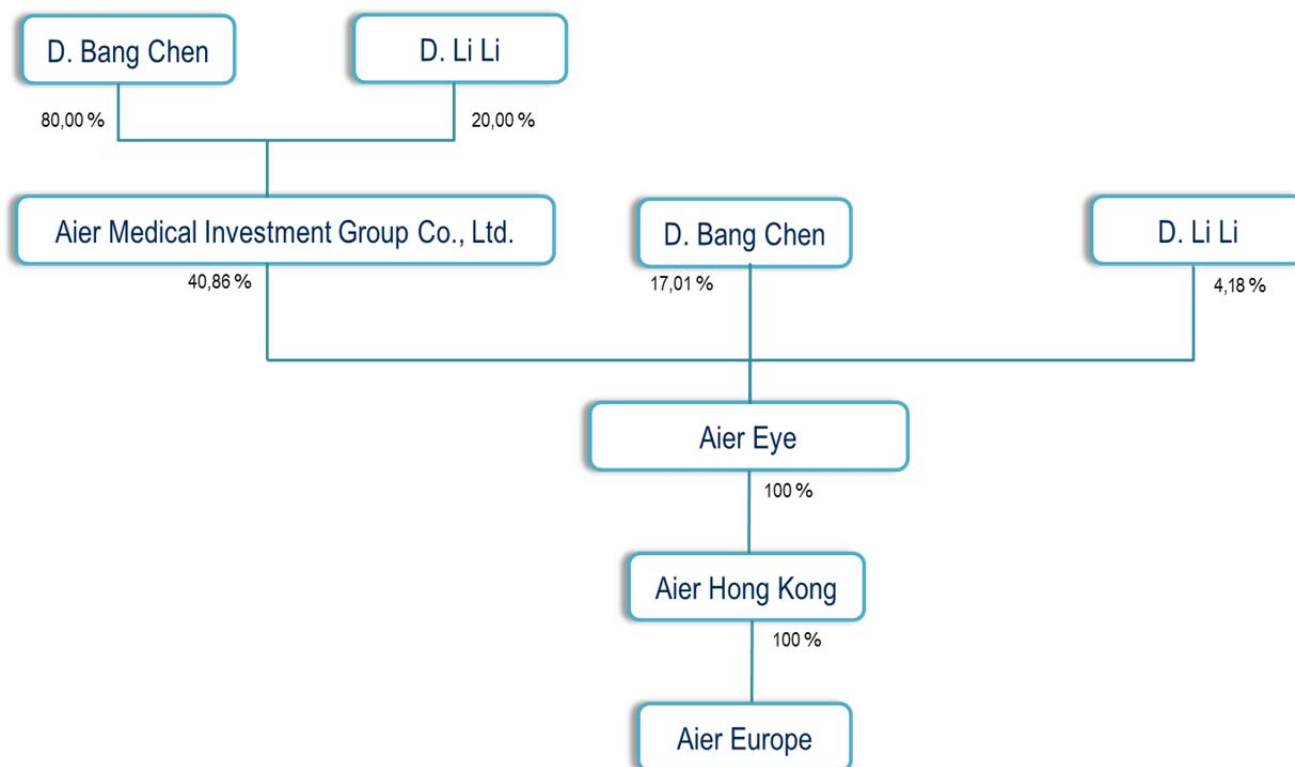 D. Bang Chen
D. Li Li
80,00 %
20,00 %
Aier Medical Investment Group Co., Ltd.
D. Bang Chen
D. Li Li
40,86 %
17,01 %
4,18 %
Aier Eye
100 %
Aier Hong Kong
100 %
Aier Europe